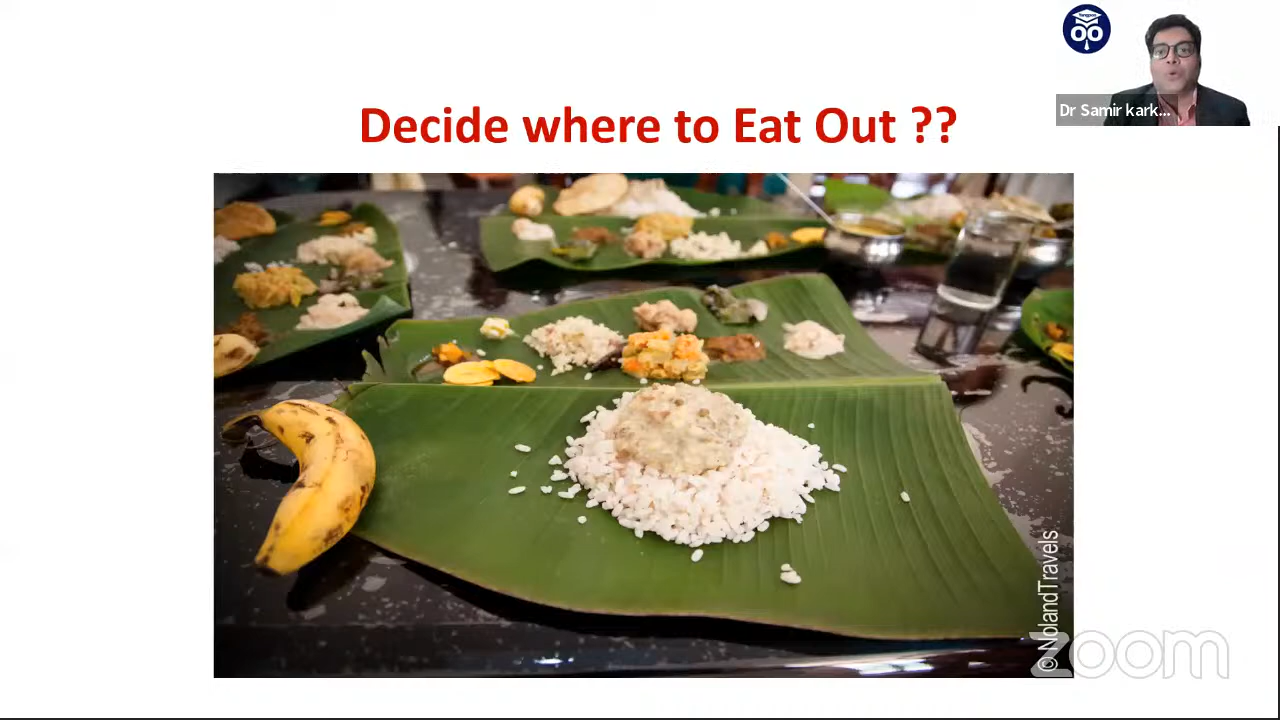 Dr Samir kark...
Decide where to Eat Out ??
© NolandTravels
zoom